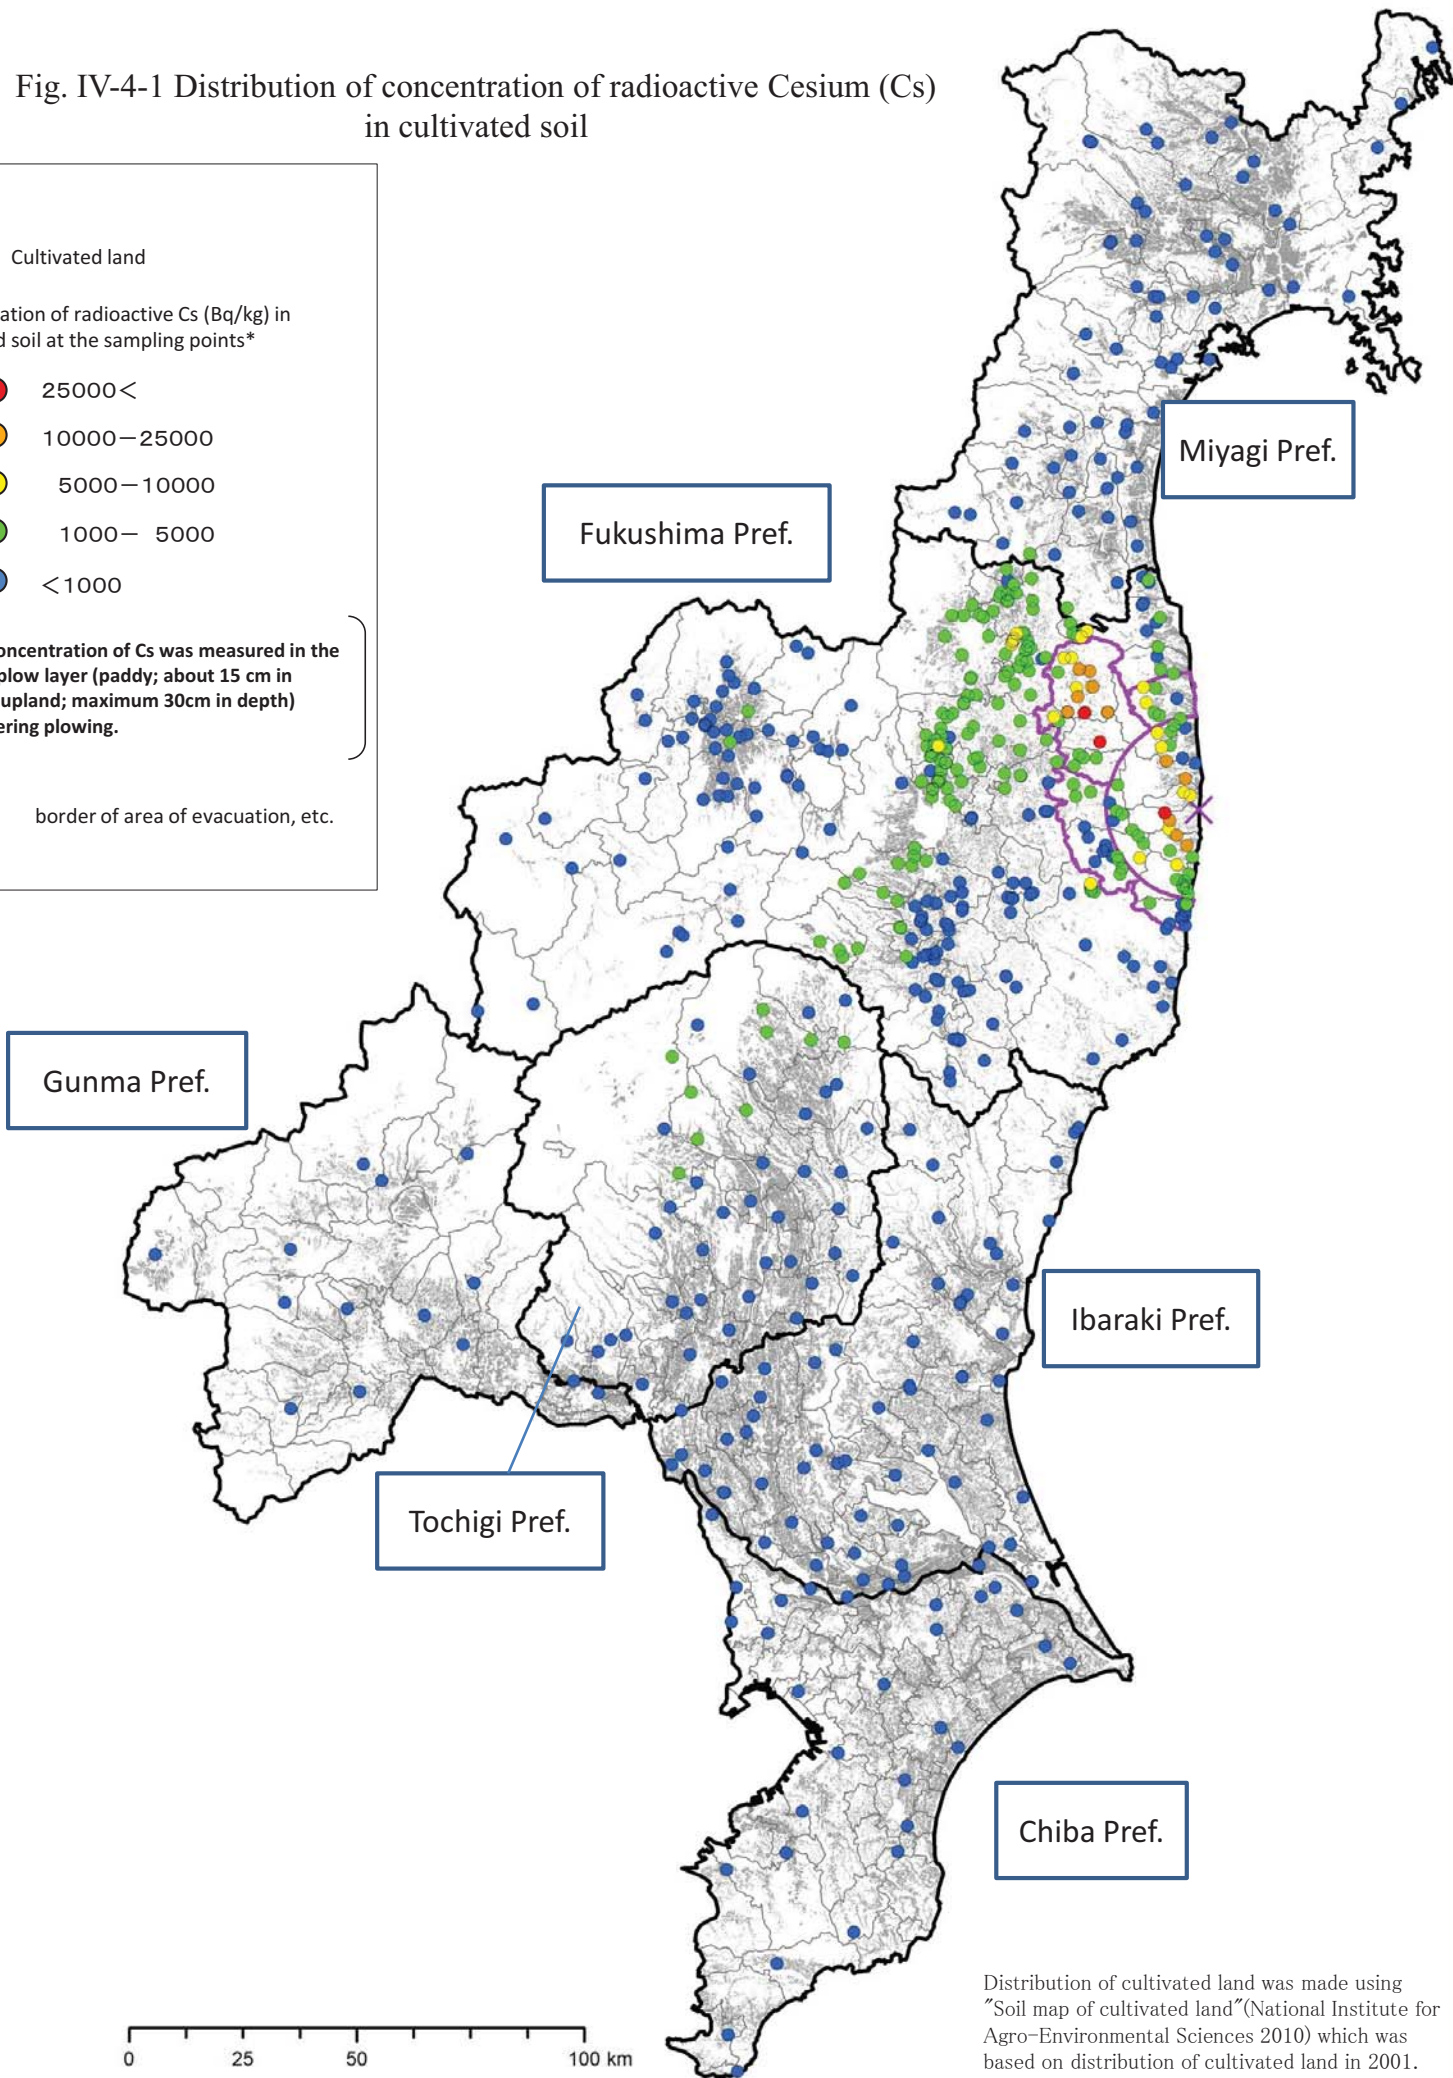 Fig. IV-4-1 Distribution of concentration of radioactive Cesium (Cs)
in cultivated soil
Cultivated land
ation of radioactive Cs (Bq/kg) in
d soil at the sampling points*
25000<
10000-25000
5000-10000
1000- 5000
<1000
oncentration of Cs was measured in the
plow layer (paddy; about 15 cm in
upland; maximum 30cm in depth)
ering plowing.
border of area of evacuation, etc.
Miyagi Pref.
Fukushima Pref.
Gunma Pref.
Ibaraki Pref.
Tochigi Pref.
Chiba Pref.
0 25 50 100 km
Distribution of cultivated land was made using
"Soil map of cultivated land"(National Institute for
Agro-Environmental Sciences 2010) which was
based on distribution of cultivated land in 2001.